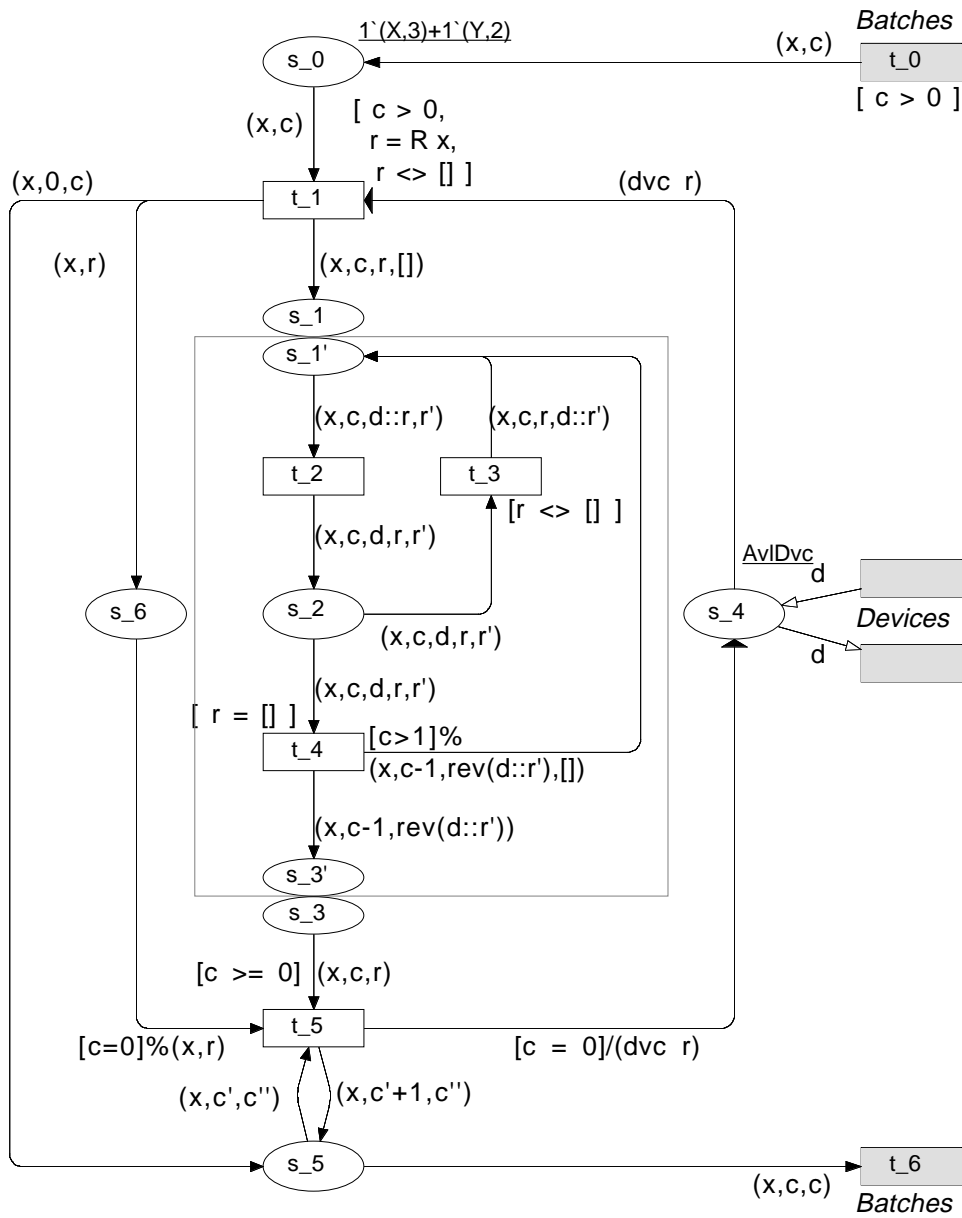 Batches
1`(X,3)+1`(Y,2)
(x,c)
s_0
t_0
[ c > 0 ]
[ c > 0,
r = R x,
r <> [] ]
(x,c)
(x,0,c)
(dvc r)
t_1
(x,r)
(x,c,r,[])
s_1
s_1'
(x,c,d::r,r')
(x,c,r,d::r')
t_2
t_3
[r <> [] ]
(x,c,d,r,r')
AvlDvc
d
s_6
s_2
s_4
Devices
(x,c,d,r,r')
d
(x,c,d,r,r')
[ r = [] ]
[c>1]%
t_4
(x,c-1,rev(d::r'),[])
(x,c-1,rev(d::r'))
s_3'
s_3
[c >= 0]
(x,c,r)
t_5
[c=0]%(x,r)
[c = 0]/(dvc r)
(x,c',c'')
(x,c'+1,c'')
s_5
t_6
(x,c,c)
Batches